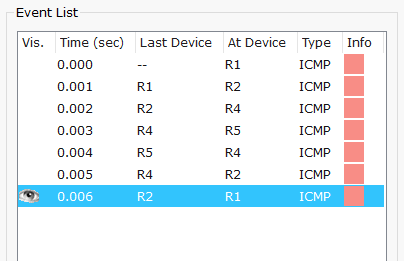 Event List
Vis. Time (sec) Last Device At Device Type Info
0.000 -- R1 ICMP
0.001 R1 R2 ICMP
0.002 R2 R4 ICMP
0.003 R4 R5 ICMP
0.004 R5 R4 ICMP
0.005 R4 R2 ICMP
0.006 R2 R1 ICMP